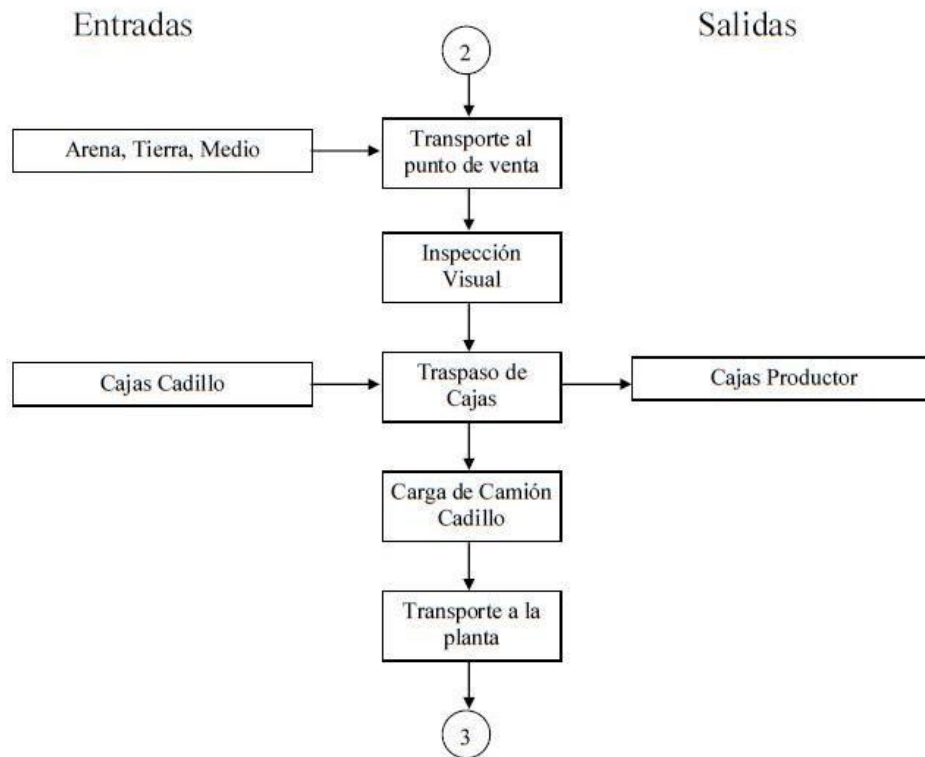 Entradas
Salidas
2
Arena, Tierra, Medio
Transporte al
punto de venta
Inspección
Visual
Cajas Cadillo
Traspaso de
Cajas
Cajas Productor
Carga de Camión
Cadillo
Transporte a la
planta
3